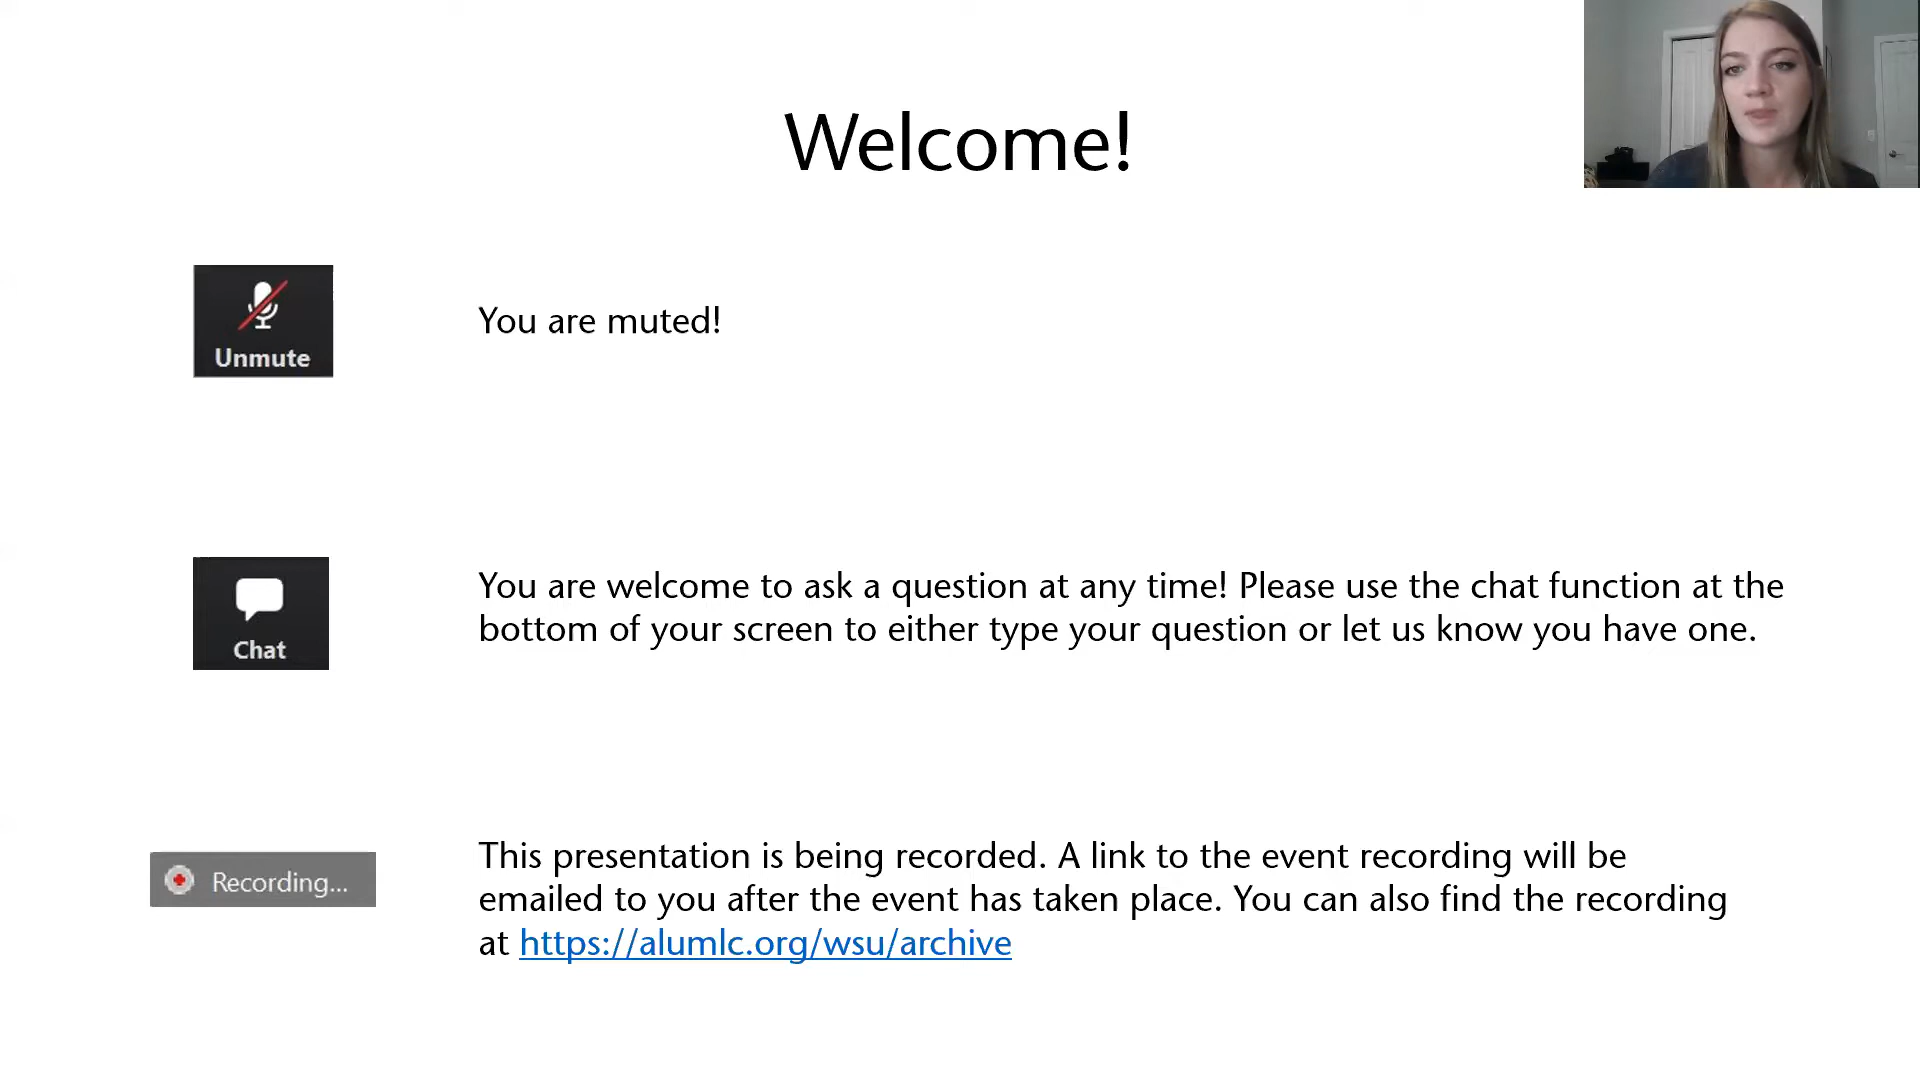 Welcome!
Unmute
You are muted!
Chat
You are welcome to ask a question at any time! Please use the chat function at the
bottom of your screen to either type your question or let us know you have one.
Recording...
This presentation is being recorded. A link to the event recording will be
emailed to you after the event has taken place. You can also find the recording
at https://alumlc.org/wsu/archive